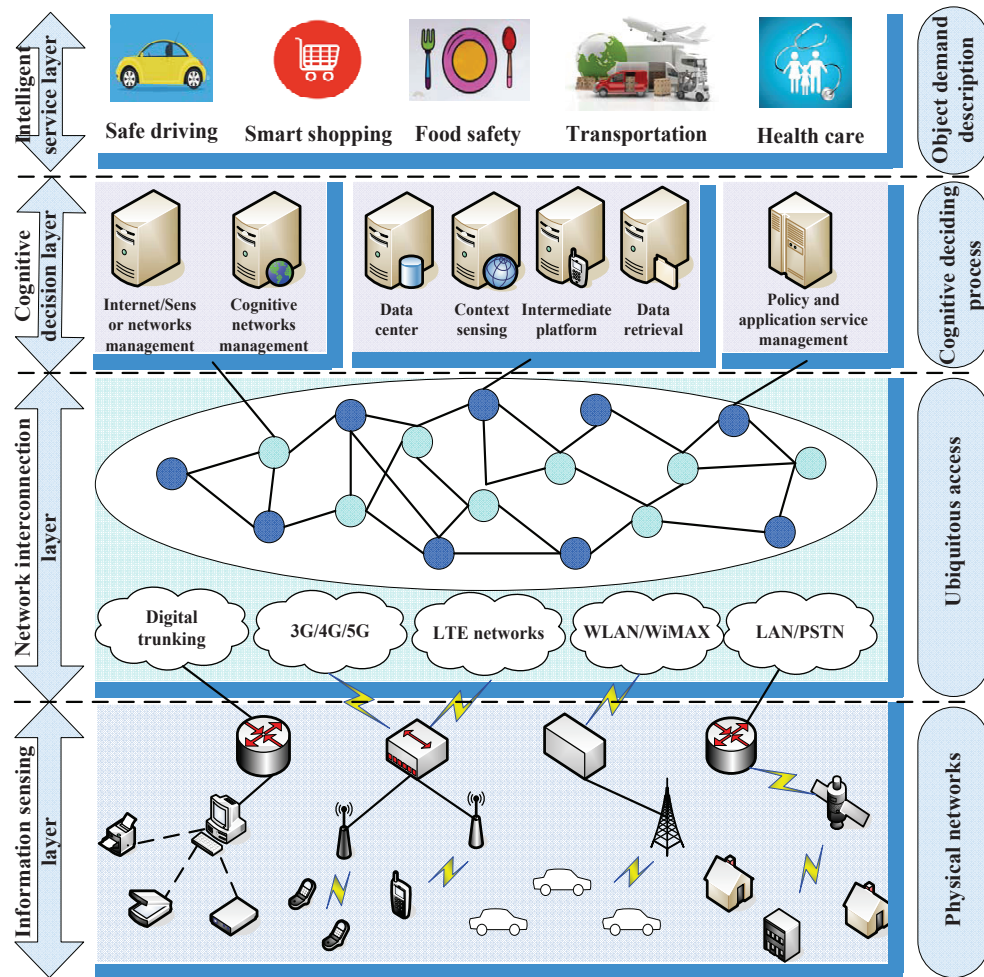 Intelligent
service layer
Safe driving
Smart shopping
Food safety
Transportation
Health care
Object demand
description
Cognitive
decision layer
Internet/Sens
or networks
management
Cognitive
networks
management
Data
center
Context
sensing
Intermediate
platform
Data
retrieval
Policy and
application service
management
Cognitive deciding
process
Network interconnection
layer
Digital
trunking
3G/4G/5G
LTE networks
WLAN/WiMAX
LAN/PSTN
Ubiquitous access
Information sensing
layer
Physical networks